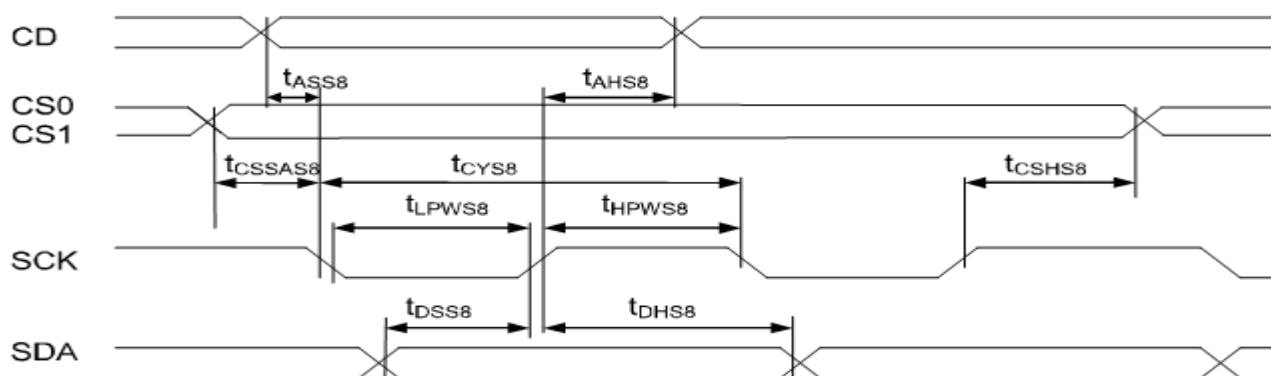 CD
tASS8
tAHS8
CS0
CS1
tCSSAS8
tCYS8
tCSHS8
tLPWS8
tHPWS8
SCK
tDSS8
tDHS8
SDA